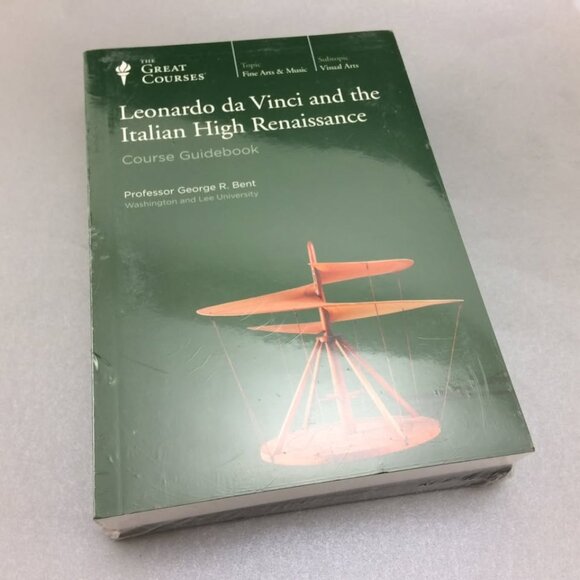 THE
GREAT
COURSES®
Topic
Fine Arts & Music
Subtopic
Visual Arts
Leonardo da Vinci and the
Italian High Renaissance
Course Guidebook
Professor George R. Bent
Washington and Lee University